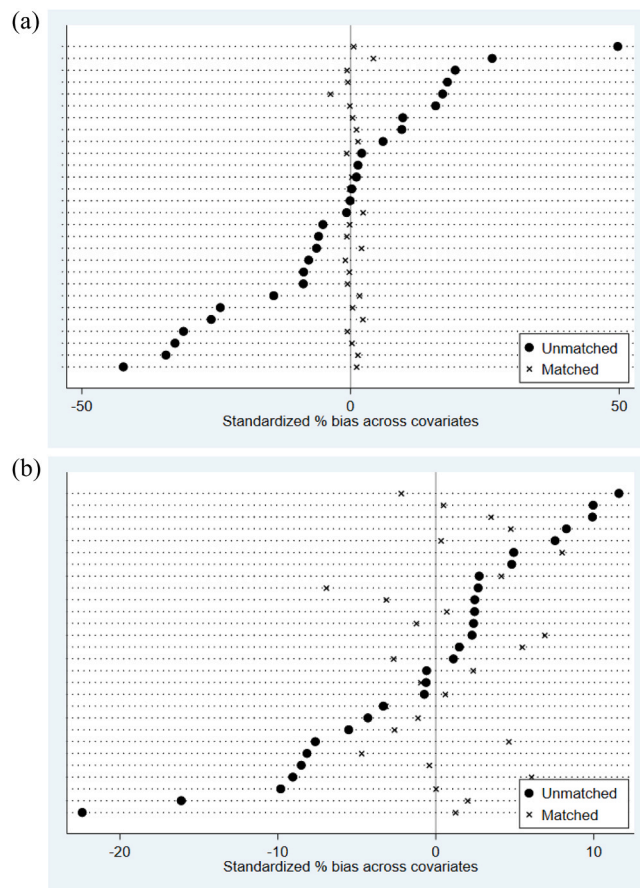 (a)
Unmatched
Matched
-50 0 50
Standardized % bias across covariates
(b)
Unmatched
Matched
-20 -10 0 10
Standardized % bias across covariates